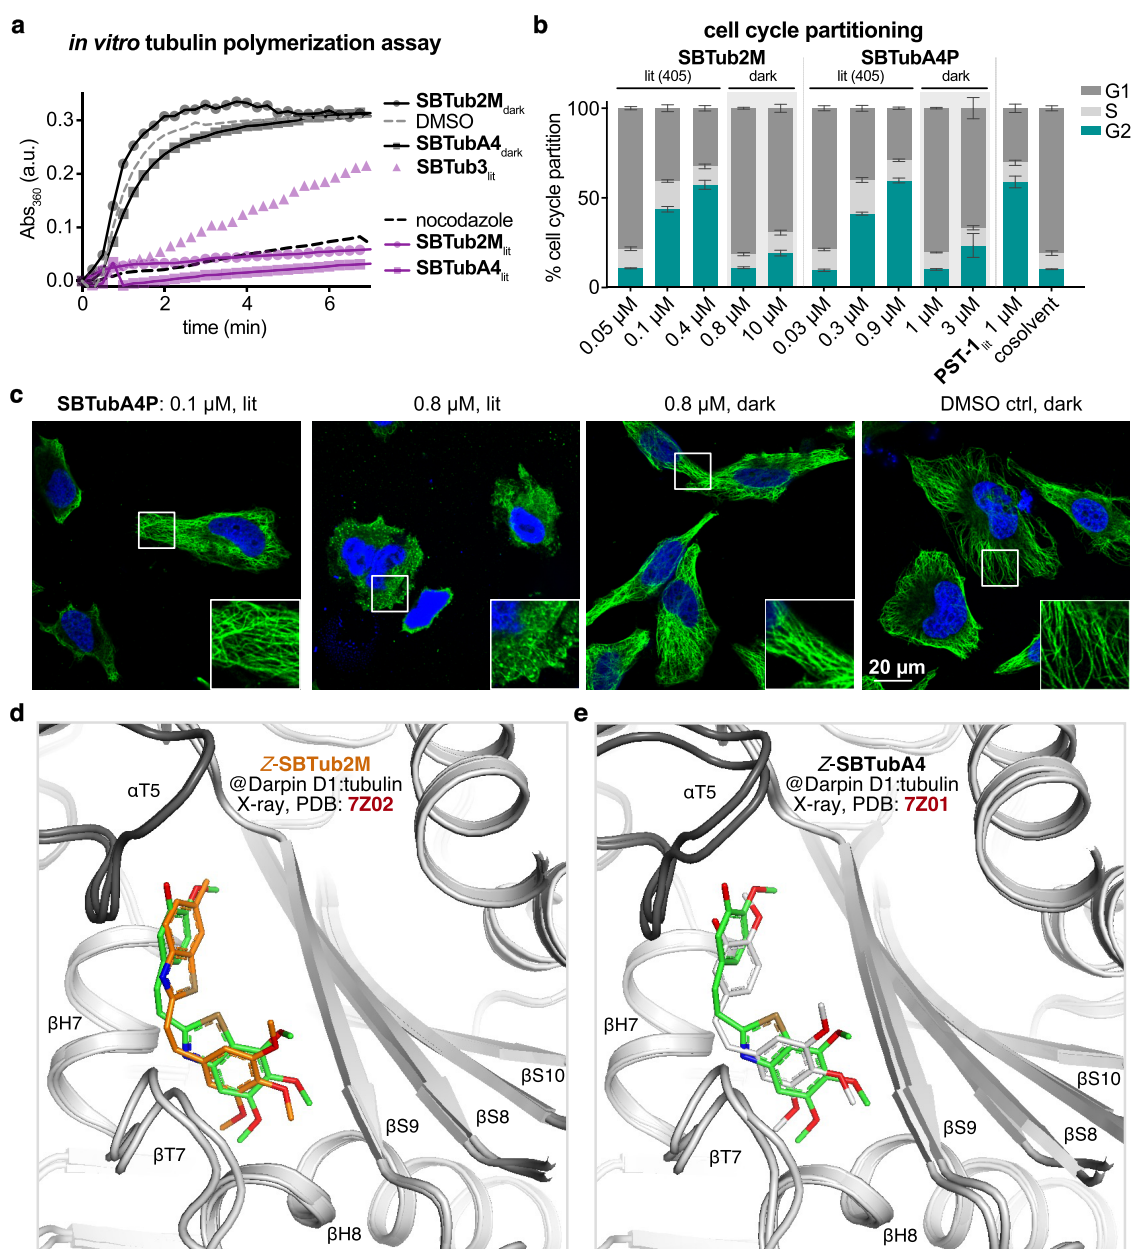 a
in vitro tubulin polymerization assay
Abs360 (a.u.)
0.3
0.2
0.1
0.0
0
2
4
6
time (min)
SBTub2Mdark
DMSO
SBTubA4dark
SBTub3lit
nocodazole
SBTub2Mlit
SBTubA4lit
b
cell cycle partitioning
SBTub2M
SBTubA4P
lit (405)
dark
lit (405)
dark
% cell cycle partition
100
50
0
G1
S
G2
0.05 µM
0.1 µM
0.4 µM
0.8 µM
10 µM
0.03 µM
0.3 µM
0.9 µM
1 µM
3 µM
PST-1lit 1 µM
cosolvent
c
SBTubA4P: 0.1 µM, lit
0.8 µM, lit
0.8 µM, dark
DMSO ctrl, dark
20 µm
d
Z-SBTub2M
@Darpin D1:tubulin
X-ray, PDB: 7Z02
αT5
βH7
βT7
βH8
βS9
βS8
βS10
e
Z-SBTubA4
@Darpin D1:tubulin
X-ray, PDB: 7Z01
αT5
βH7
βT7
βH8
βS9
βS8
βS10